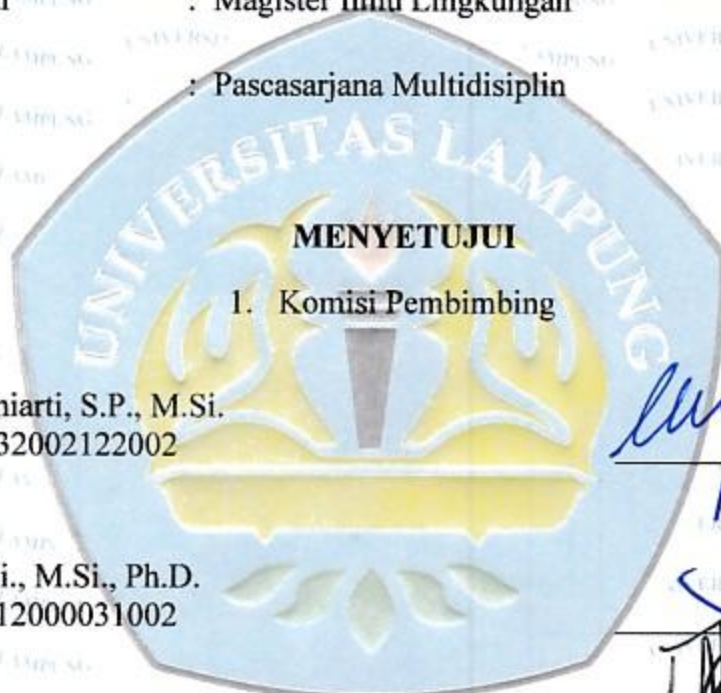 : Magister Ilmu Lingkungan
: Pascasarjana Multidisiplin
UNIVERSITAS LAMPUNG
MENYETUJUI
1. Komisi Pembimbing
niarti, S.P., M.Si.
32002122002
i., M.Si., Ph.D.
12000031002